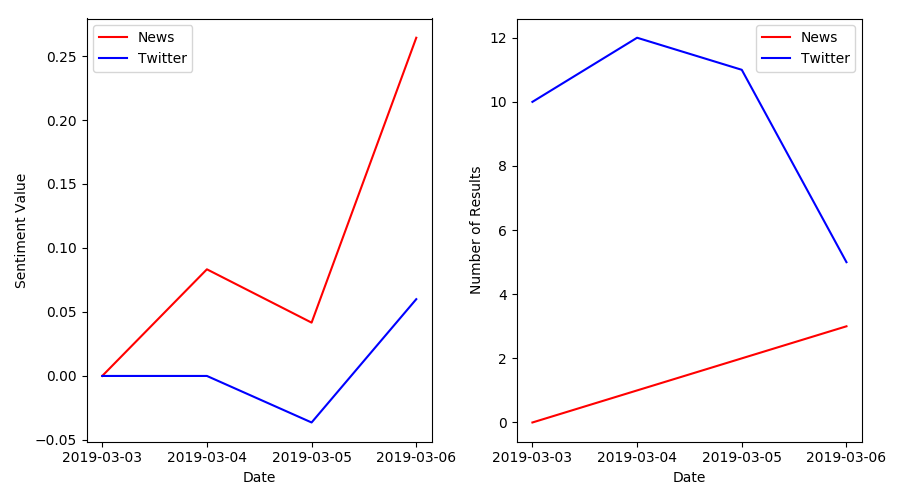 News
Twitter
0.25
0.20
0.15
0.10
0.05
0.00
−0.05
Sentiment Value
2019-03-03 2019-03-04 2019-03-05 2019-03-06
Date
News
Twitter
12
10
8
6
4
2
0
Number of Results
2019-03-03 2019-03-04 2019-03-05 2019-03-06
Date